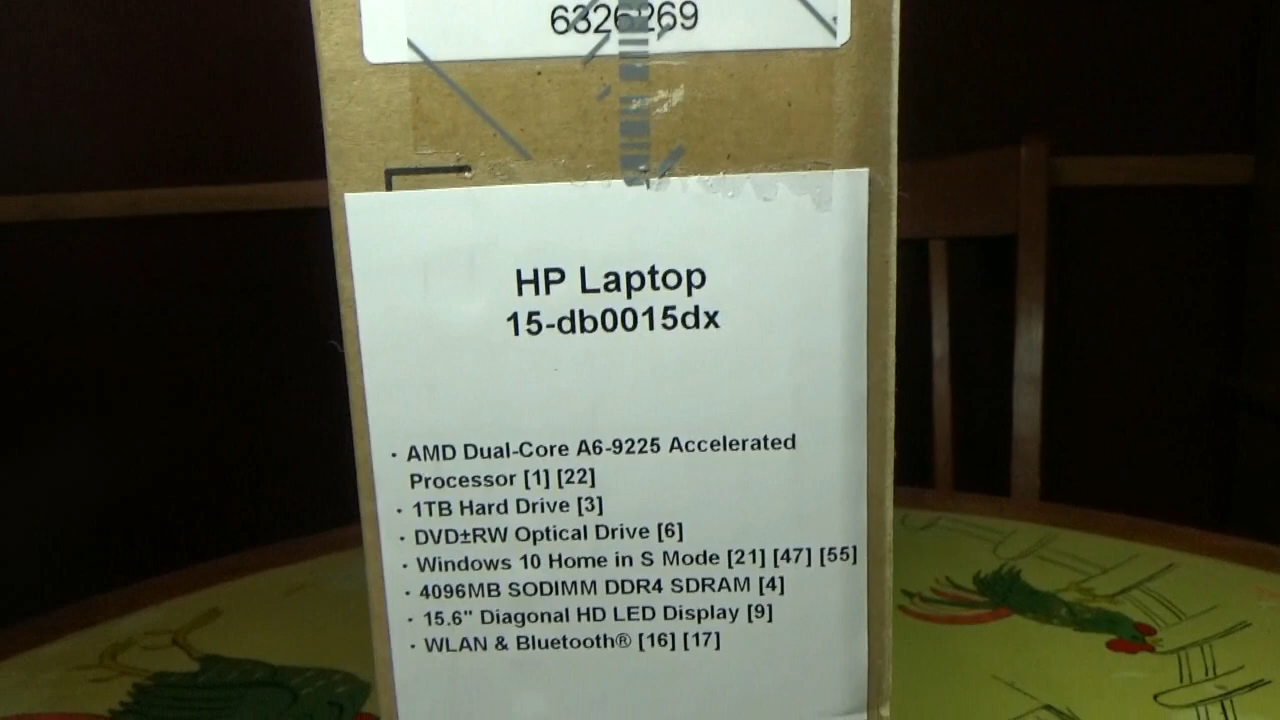 6326269
HP Laptop
15-db0015dx
· AMD Dual-Core A6-9225 Accelerated
Processor [1] [22]
· 1TB Hard Drive [3]
· DVD±RW Optical Drive [6]
· Windows 10 Home in S Mode [21] [47] [55]
· 4096MB SODIMM DDR4 SDRAM [4]
· 15.6" Diagonal HD LED Display [9]
· WLAN & Bluetooth® [16] [17]